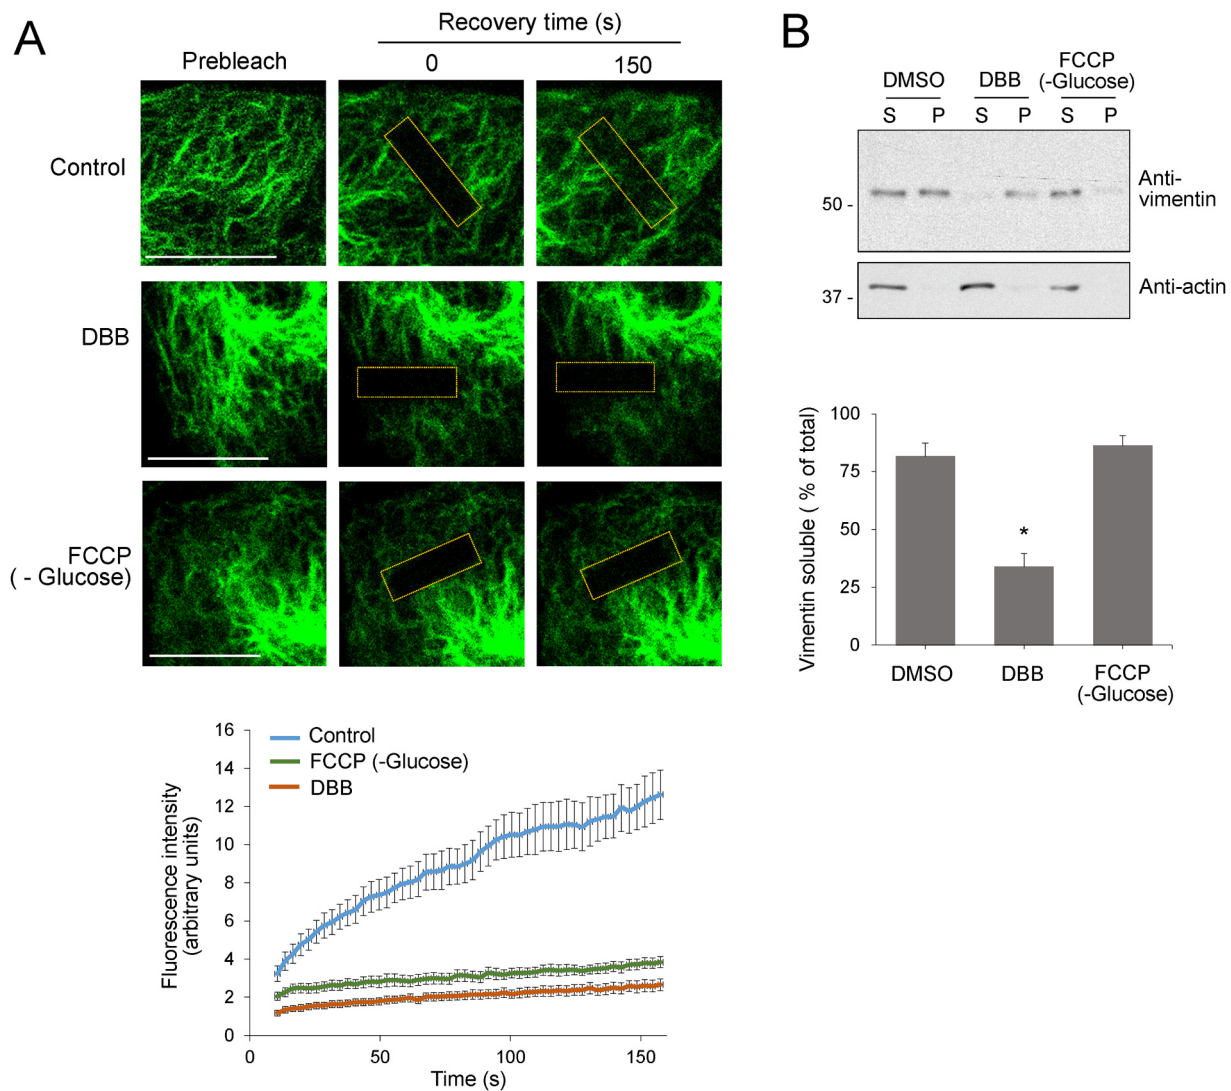 A
Recovery time (s)
Prebleach
0
150
Control
DBB
FCCP
( - Glucose)
16
14
12
10
8
6
4
2
0
Fluorescence intensity
(arbitrary units)
Control
FCCP (-Glucose)
DBB
0
50
100
150
Time (s)
B
DMSO
DBB
FCCP
(-Glucose)
S P S P S P
50 -
Anti-
vimentin
37 -
Anti-actin
100
75
50
25
0
Vimentin soluble ( % of total)
*
DMSO
DBB
FCCP
(-Glucose)